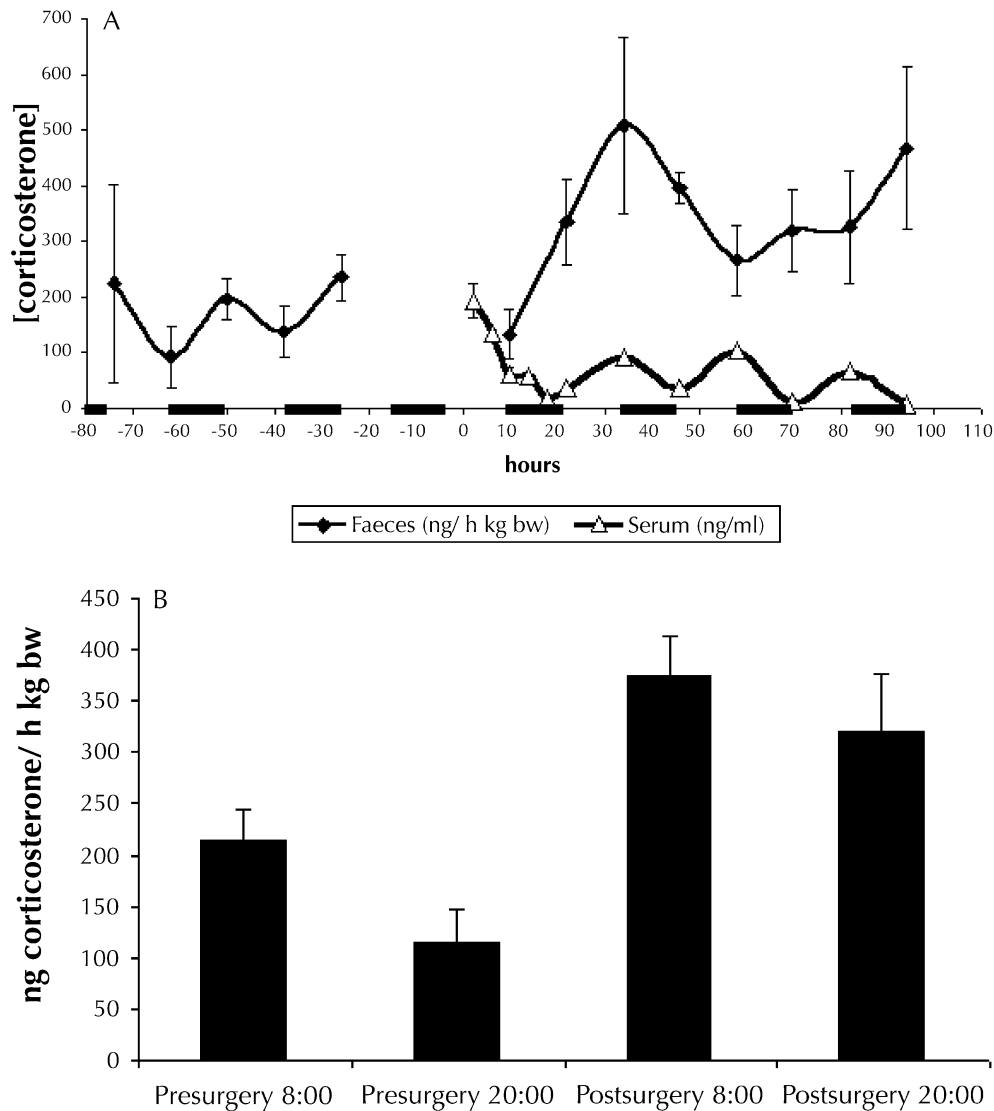 A
700
600
500
400
300
200
100
0
[corticosterone]
-80 -70 -60 -50 -40 -30 -20 -10 0 10 20 30 40 50 60 70 80 90 100 110
hours
Faeces (ng/ h kg bw) Serum (ng/ml)
B
450
400
350
300
250
200
150
100
50
0
ng corticosterone/ h kg bw
Presurgery 8:00 Presurgery 20:00 Postsurgery 8:00 Postsurgery 20:00